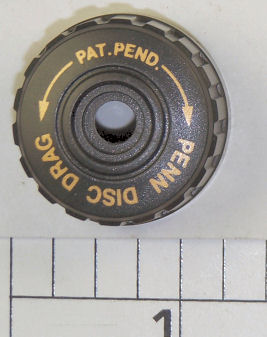 PAT. PEND.
PENN DISC DRAG
1